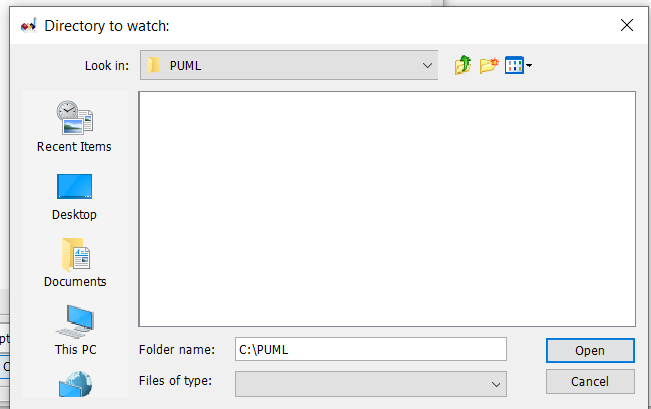 Directory to watch:
Look in: PUML
Recent Items
Desktop
Documents
This PC
Folder name: C:\PUML Open
Files of type: Cancel